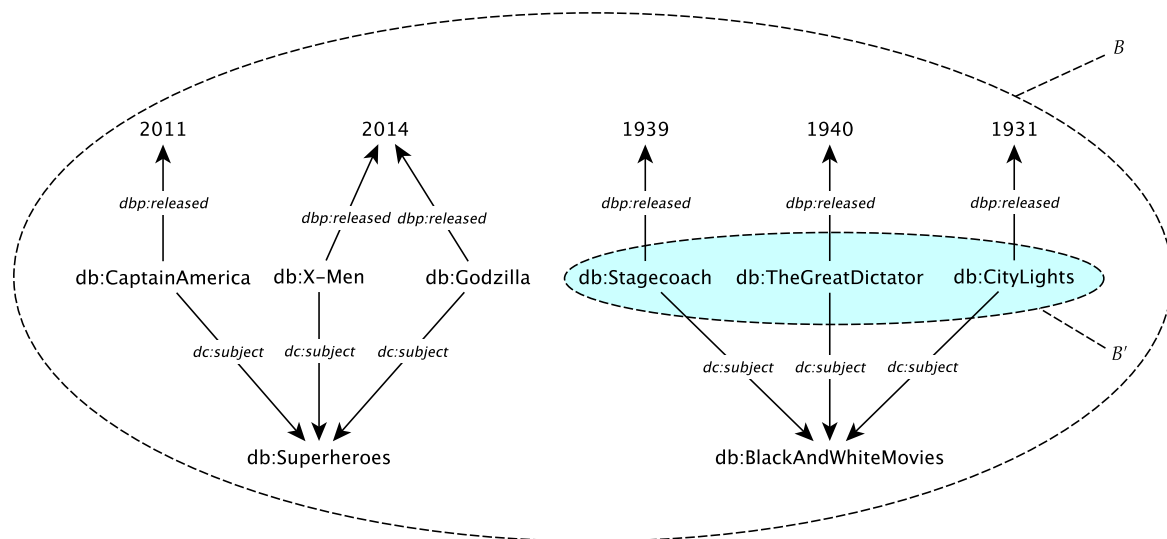 B
2011 2014 1939 1940 1931
dbp:released dbp:released dbp:released dbp:released dbp:released dbp:released
db:CaptainAmerica db:X-Men db:Godzilla db:Stagecoach db:TheGreatDictator db:CityLights
dc:subject dc:subject dc:subject dc:subject dc:subject dc:subject
B'
db:Superheroes db:BlackAndWhiteMovies